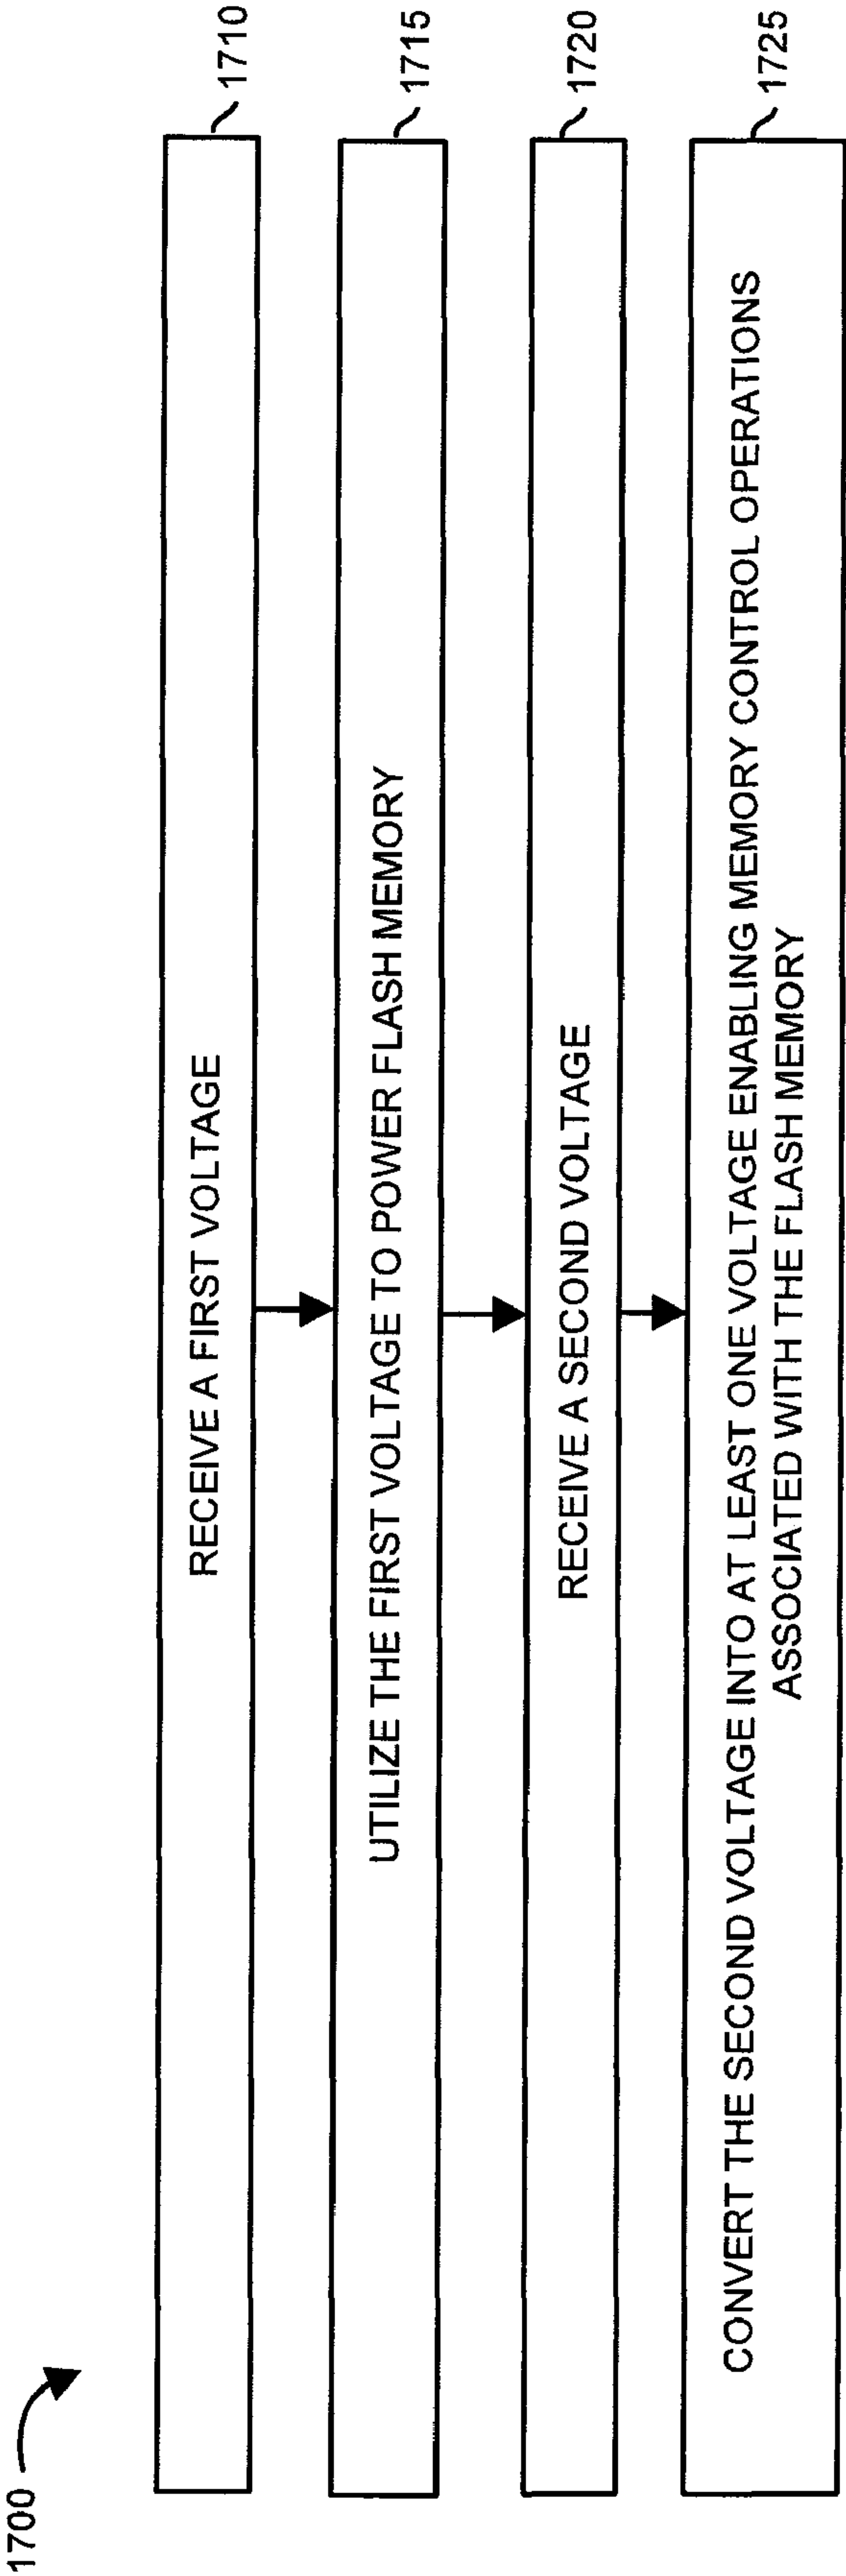 1700
RECEIVE A FIRST VOLTAGE
1710
UTILIZE THE FIRST VOLTAGE TO POWER FLASH MEMORY
1715
RECEIVE A SECOND VOLTAGE
1720
CONVERT THE SECOND VOLTAGE INTO AT LEAST ONE VOLTAGE ENABLING MEMORY CONTROL OPERATIONS
ASSOCIATED WITH THE FLASH MEMORY
1725